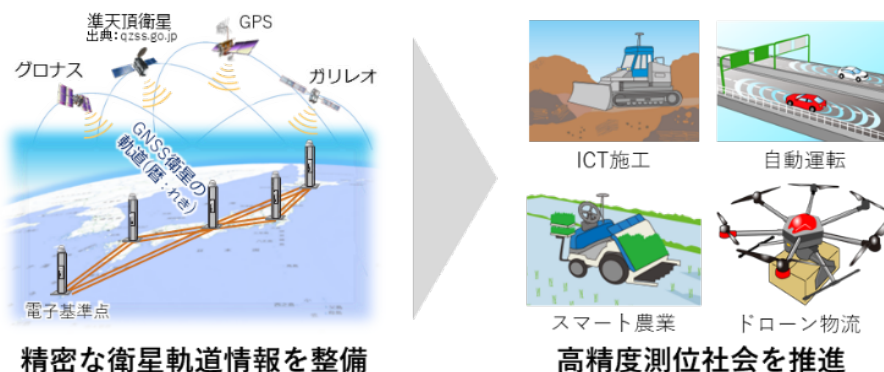 準天頂衛星
出典:qzss.go.jp
GPS
グロナス
ガリレオ
GNSS衛星の
軌道(暦:れき)
電子基準点
精密な衛星軌道情報を整備
ICT施工
自動運転
スマート農業
ドローン物流
高精度測位社会を推進